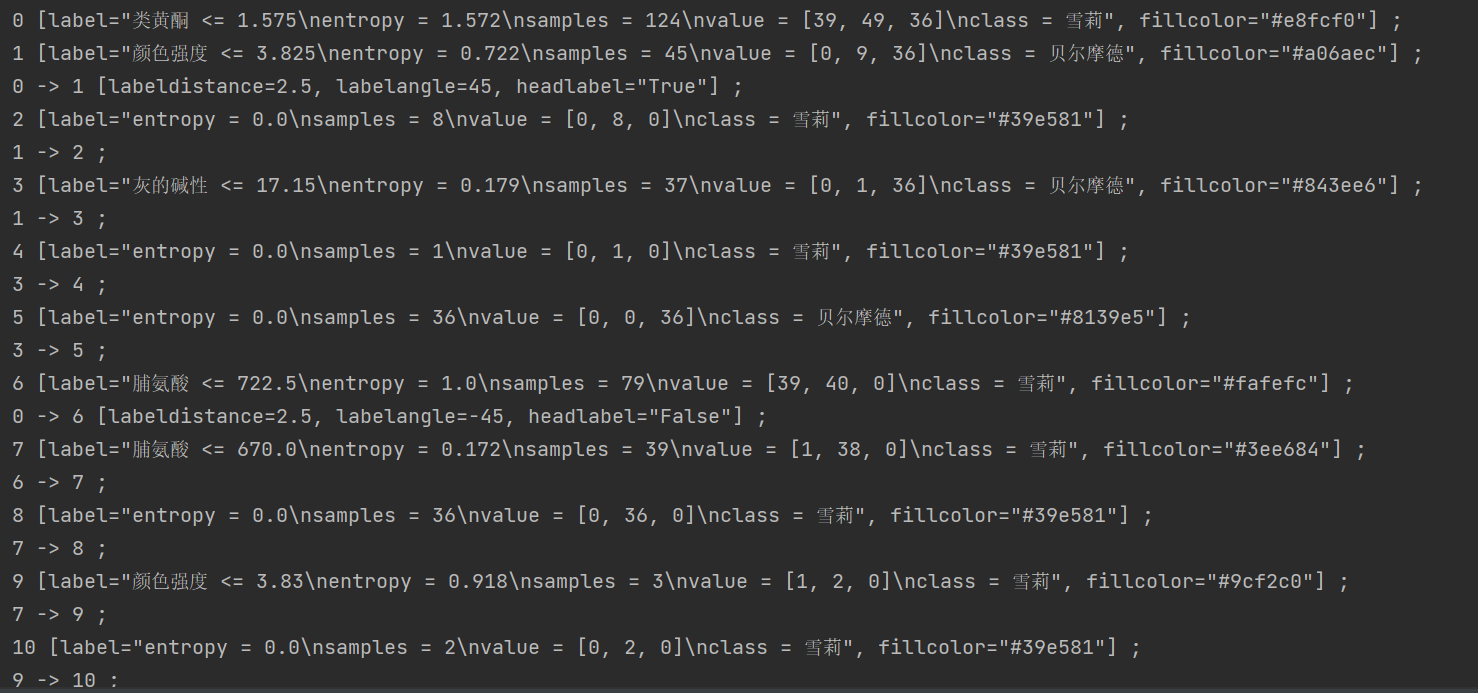 0 [label="类黄酮 <= 1.575\nentropy = 1.572\nsamples = 124\nvalue = [39, 49, 36]\nclass = 雪莉", fillcolor="#e8fcf0"] ;
1 [label="颜色强度 <= 3.825\nentropy = 0.722\nsamples = 45\nvalue = [0, 9, 36]\nclass = 贝尔摩德", fillcolor="#a06aec"] ;
0 -> 1 [labeldistance=2.5, labelangle=45, headlabel="True"] ;
2 [label="entropy = 0.0\nsamples = 8\nvalue = [0, 8, 0]\nclass = 雪莉", fillcolor="#39e581"] ;
1 -> 2 ;
3 [label="灰的碱性 <= 17.15\nentropy = 0.179\nsamples = 37\nvalue = [0, 1, 36]\nclass = 贝尔摩德", fillcolor="#843ee6"] ;
1 -> 3 ;
4 [label="entropy = 0.0\nsamples = 1\nvalue = [0, 1, 0]\nclass = 雪莉", fillcolor="#39e581"] ;
3 -> 4 ;
5 [label="entropy = 0.0\nsamples = 36\nvalue = [0, 0, 36]\nclass = 贝尔摩德", fillcolor="#8139e5"] ;
3 -> 5 ;
6 [label="脯氨酸 <= 722.5\nentropy = 1.0\nsamples = 79\nvalue = [39, 40, 0]\nclass = 雪莉", fillcolor="#fafefc"] ;
0 -> 6 [labeldistance=2.5, labelangle=-45, headlabel="False"] ;
7 [label="脯氨酸 <= 670.0\nentropy = 0.172\nsamples = 39\nvalue = [1, 38, 0]\nclass = 雪莉", fillcolor="#3ee684"] ;
6 -> 7 ;
8 [label="entropy = 0.0\nsamples = 36\nvalue = [0, 36, 0]\nclass = 雪莉", fillcolor="#39e581"] ;
7 -> 8 ;
9 [label="颜色强度 <= 3.83\nentropy = 0.918\nsamples = 3\nvalue = [1, 2, 0]\nclass = 雪莉", fillcolor="#9cf2c0"] ;
7 -> 9 ;
10 [label="entropy = 0.0\nsamples = 2\nvalue = [0, 2, 0]\nclass = 雪莉", fillcolor="#39e581"] ;
9 -> 10 ;